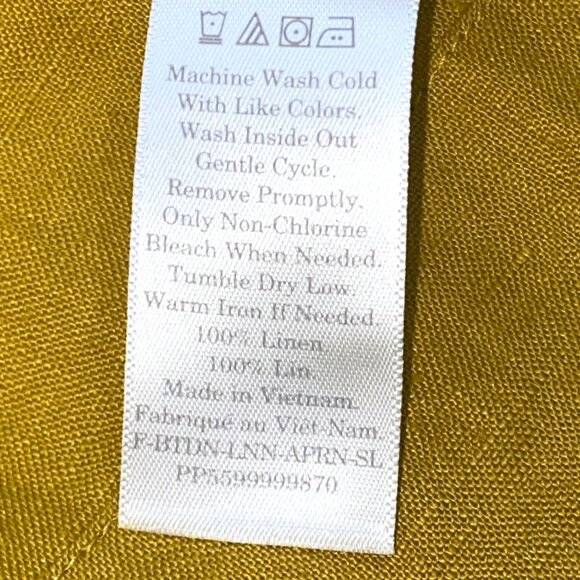 Machine Wash Cold
With Like Colors.
Wash Inside Out
Gentle Cycle.
Remove Promptly.
Only Non-Chlorine
Bleach When Needed.
Tumble Dry Low.
Warm Iron If Needed.
100% Linen.
100% Lin.
Made in Vietnam.
Fabriqué au Viet Nam.
F-BTDN-LNN-APRN-SL
PP5599999870